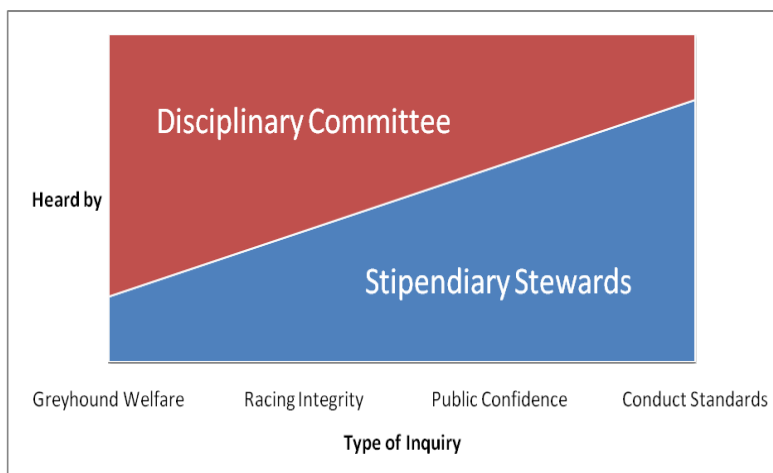 Disciplinary Committee
Heard by
Stipendiary Stewards
Greyhound Welfare Racing Integrity Public Confidence Conduct Standards
Type of Inquiry